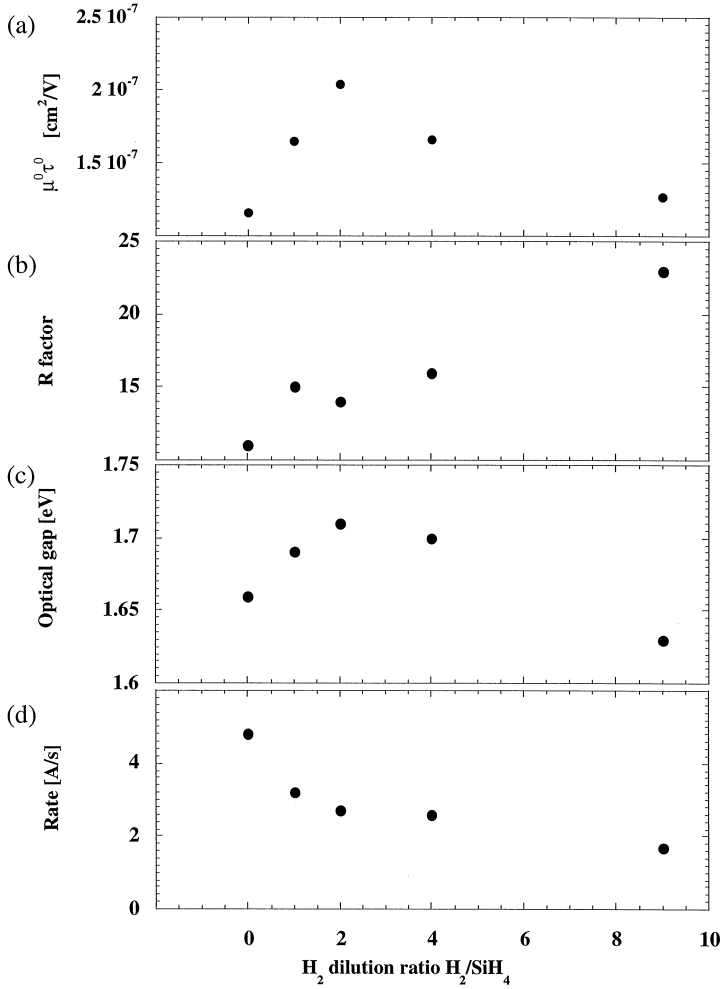 (a)
2.5 10⁻⁷
2 10⁻⁷
1.5 10⁻⁷
μ⁰τ⁰ [cm²/V]
(b)
25
20
15
R factor
(c)
1.75
1.7
1.65
1.6
Optical gap [eV]
(d)
4
2
0
Rate [A/s]
0 2 4 6 8 10
H₂ dilution ratio H₂/SiH₄